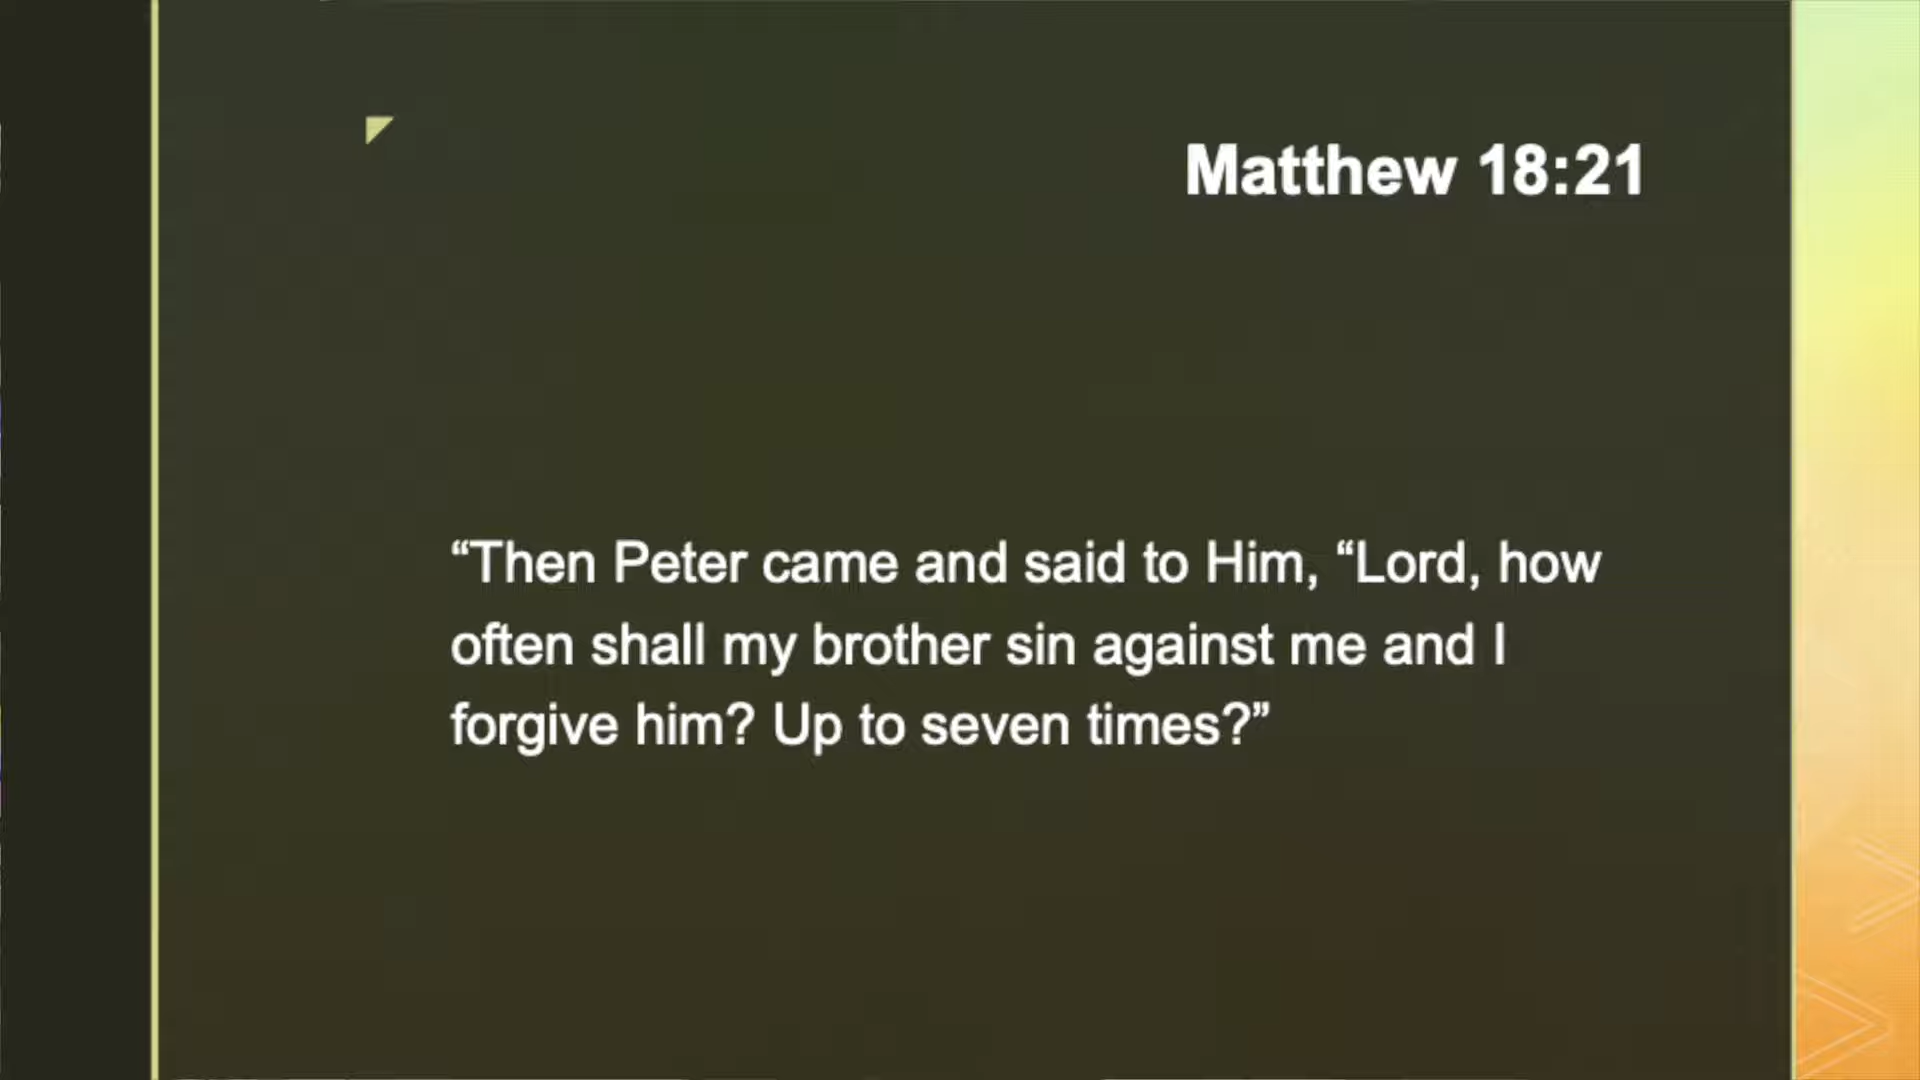 Matthew 18:21
“Then Peter came and said to Him, “Lord, how
often shall my brother sin against me and I
forgive him? Up to seven times?”